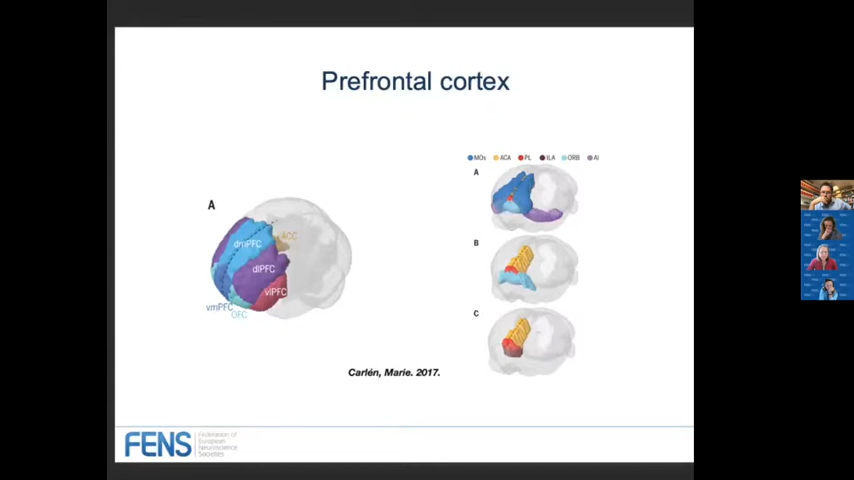 Prefrontal cortex
MOs ACA PL ILA ORB AI
A
A
ACC
dmPFC
dlPFC
vlPFC
vmPFC
OFC
B
C
Carlén, Marie. 2017.
FENS
Federation of
European
Neuroscience
Societies